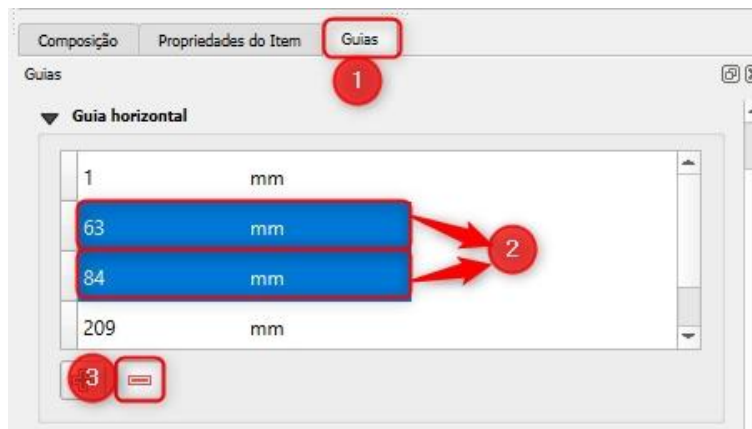 Composição Propriedades do Item Guias
1
Guias
Guia horizontal
1 mm
63 mm
2
84 mm
209 mm
3